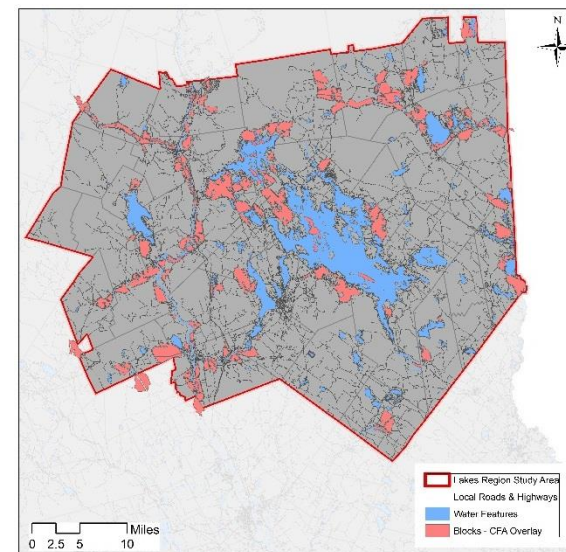 N
Lakes Region Study Area
Local Roads & Highways
Water Features
Blocks - CFA Overlay
Miles
0 2.5 5 10